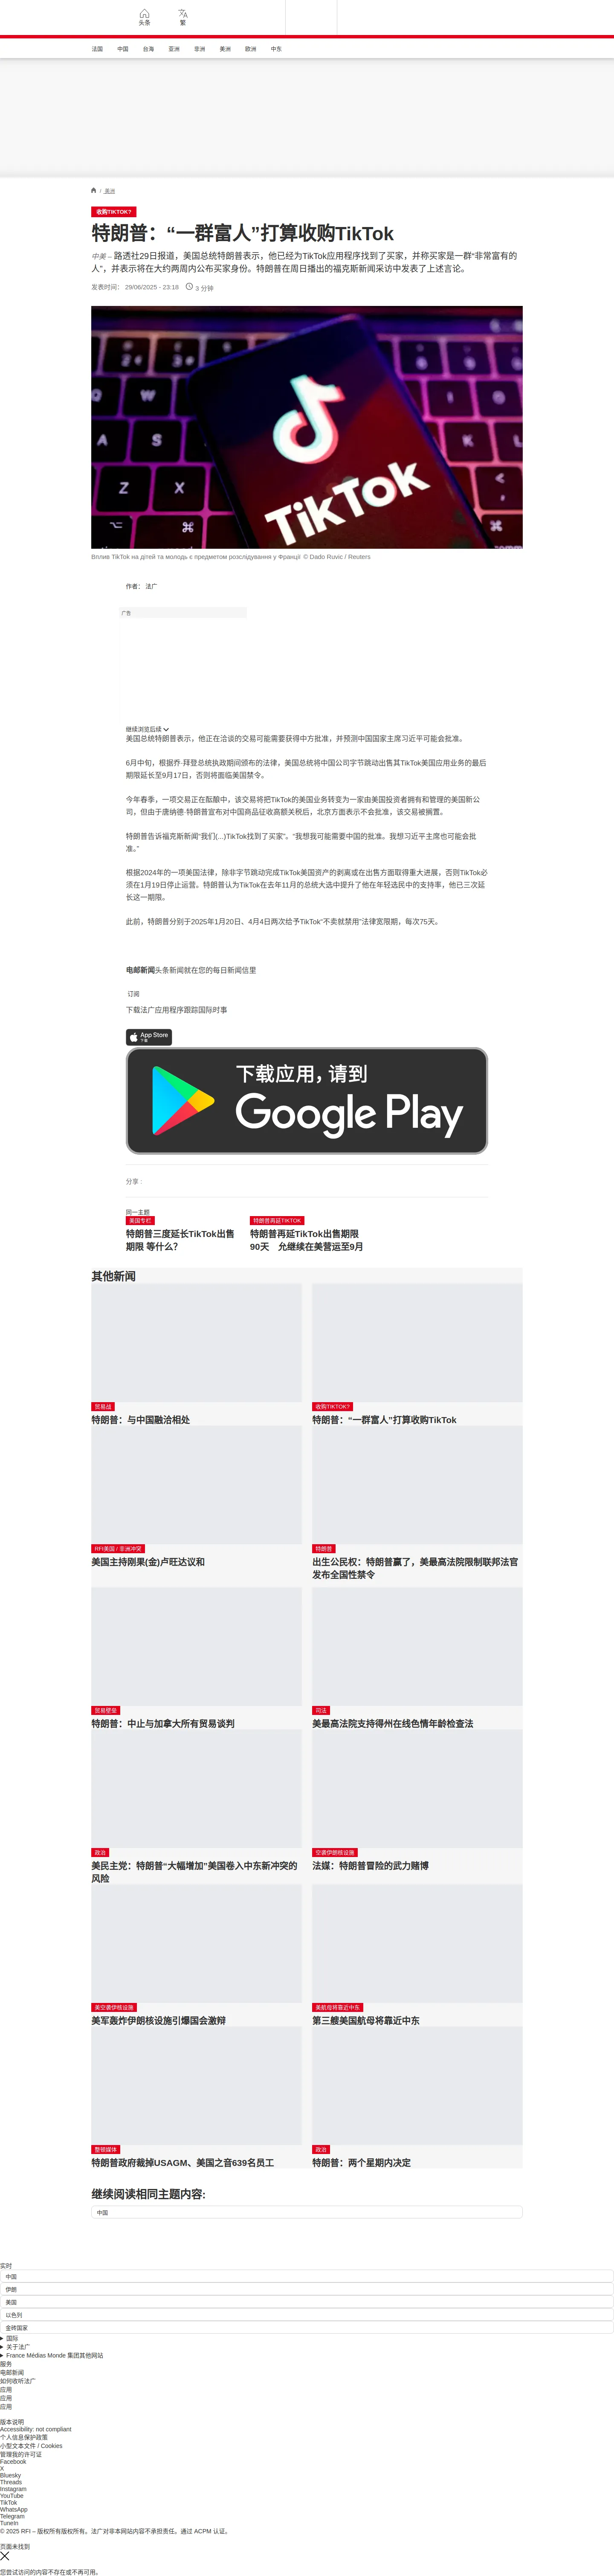 头条
繁
法国 中国 台海 亚洲 非洲 美洲 欧洲 中东
/ 美洲
收购TIKTOK?
特朗普：“一群富人”打算收购TikTok
中美 – 路透社29日报道，美国总统特朗普表示，他已经为TikTok应用程序找到了买家，并称买家是一群“非常富有的
人”，并表示将在大约两周内公布买家身份。特朗普在周日播出的福克斯新闻采访中发表了上述言论。
发表时间： 29/06/2025 - 23:18 3 分钟
A Q W S Z X
K L
TikTok
Вплив TikTok на дітей та молодь є предметом розслідування у Франції © Dado Ruvic / Reuters
作者： 法广
广告
继续浏览后续
美国总统特朗普表示，他正在洽谈的交易可能需要获得中方批准，并预测中国国家主席习近平可能会批准。
6月中旬，根据乔·拜登总统执政期间颁布的法律，美国总统将中国公司字节跳动出售其TikTok美国应用业务的最后
期限延长至9月17日，否则将面临美国禁令。
今年春季，一项交易正在酝酿中，该交易将把TikTok的美国业务转变为一家由美国投资者拥有和管理的美国新公
司，但由于唐纳德·特朗普宣布对中国商品征收高额关税后，北京方面表示不会批准，该交易被搁置。
特朗普告诉福克斯新闻“我们(...)TikTok找到了买家”。“我想我可能需要中国的批准。我想习近平主席也可能会批
准。”
根据2024年的一项美国法律，除非字节跳动完成TikTok美国资产的剥离或在出售方面取得重大进展，否则TikTok必
须在1月19日停止运营。特朗普认为TikTok在去年11月的总统大选中提升了他在年轻选民中的支持率，他已三次延
长这一期限。
此前，特朗普分别于2025年1月20日、4月4日两次给予TikTok“不卖就禁用”法律宽限期，每次75天。
电邮新闻头条新闻就在您的每日新闻信里
订阅
下载法广应用程序跟踪国际时事
App Store
下载
下载应用，请到
Google Play
分享 :
同一主题
美国专栏
特朗普三度延长TikTok出售
期限 等什么？
特朗普再延TIKTOK
特朗普再延TikTok出售期限
90天 允继续在美营运至9月
其他新闻
贸易战
特朗普：与中国融洽相处
收购TIKTOK?
特朗普：“一群富人”打算收购TikTok
RFI美国 / 非洲冲突
美国主持刚果(金)卢旺达议和
特朗普
出生公民权：特朗普赢了，美最高法院限制联邦法官
发布全国性禁令
贸易壁垒
特朗普：中止与加拿大所有贸易谈判
司法
美最高法院支持得州在线色情年龄检查法
政治
美民主党：特朗普“大幅增加”美国卷入中东新冲突的
风险
空袭伊朗核设施
法媒：特朗普冒险的武力赌博
美空袭伊核设施
美军轰炸伊朗核设施引爆国会激辩
美航母将靠近中东
第三艘美国航母将靠近中东
整顿媒体
特朗普政府裁掉USAGM、美国之音639名员工
政治
特朗普：两个星期内决定
继续阅读相同主题内容:
中国
实时
中国
伊朗
美国
以色列
金砖国家
国际
关于法广
France Médias Monde 集团其他网站
服务
电邮新闻
如何收听法广
应用
应用
应用
版本说明
Accessibility: not compliant
个人信息保护政策
小型文本文件 / Cookies
管理我的许可证
Facebook
X
Bluesky
Threads
Instagram
YouTube
TikTok
WhatsApp
Telegram
TuneIn
© 2025 RFI – 版权所有版权所有。法广对非本网站内容不承担责任。通过 ACPM 认证。
页面未找到
您尝试访问的内容不存在或不再可用。